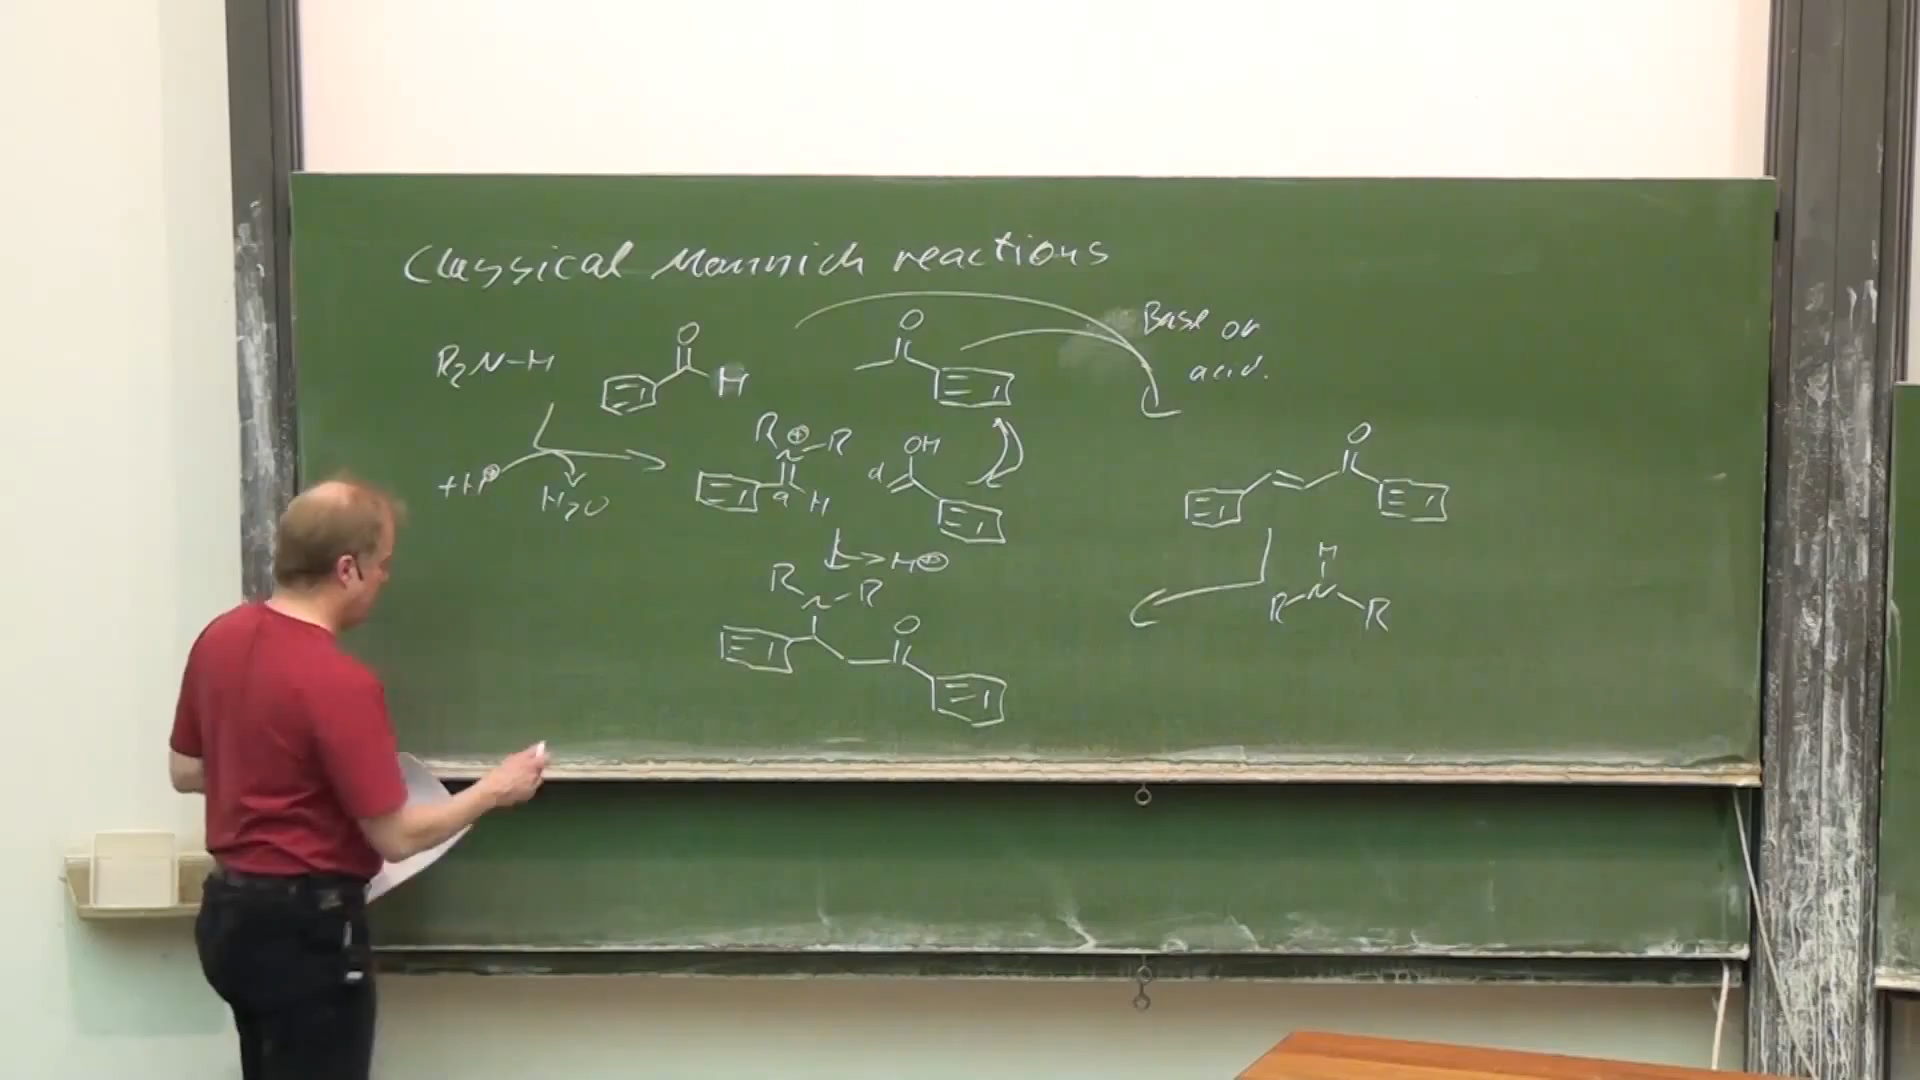 Classical Mannich reactions
Base or
acid.
O
O
R₂N-H
H
R ⊕ R
N
OH
O
+H⊕
H₂O
a
H
d
H⊕
H
R N R
R N R
O